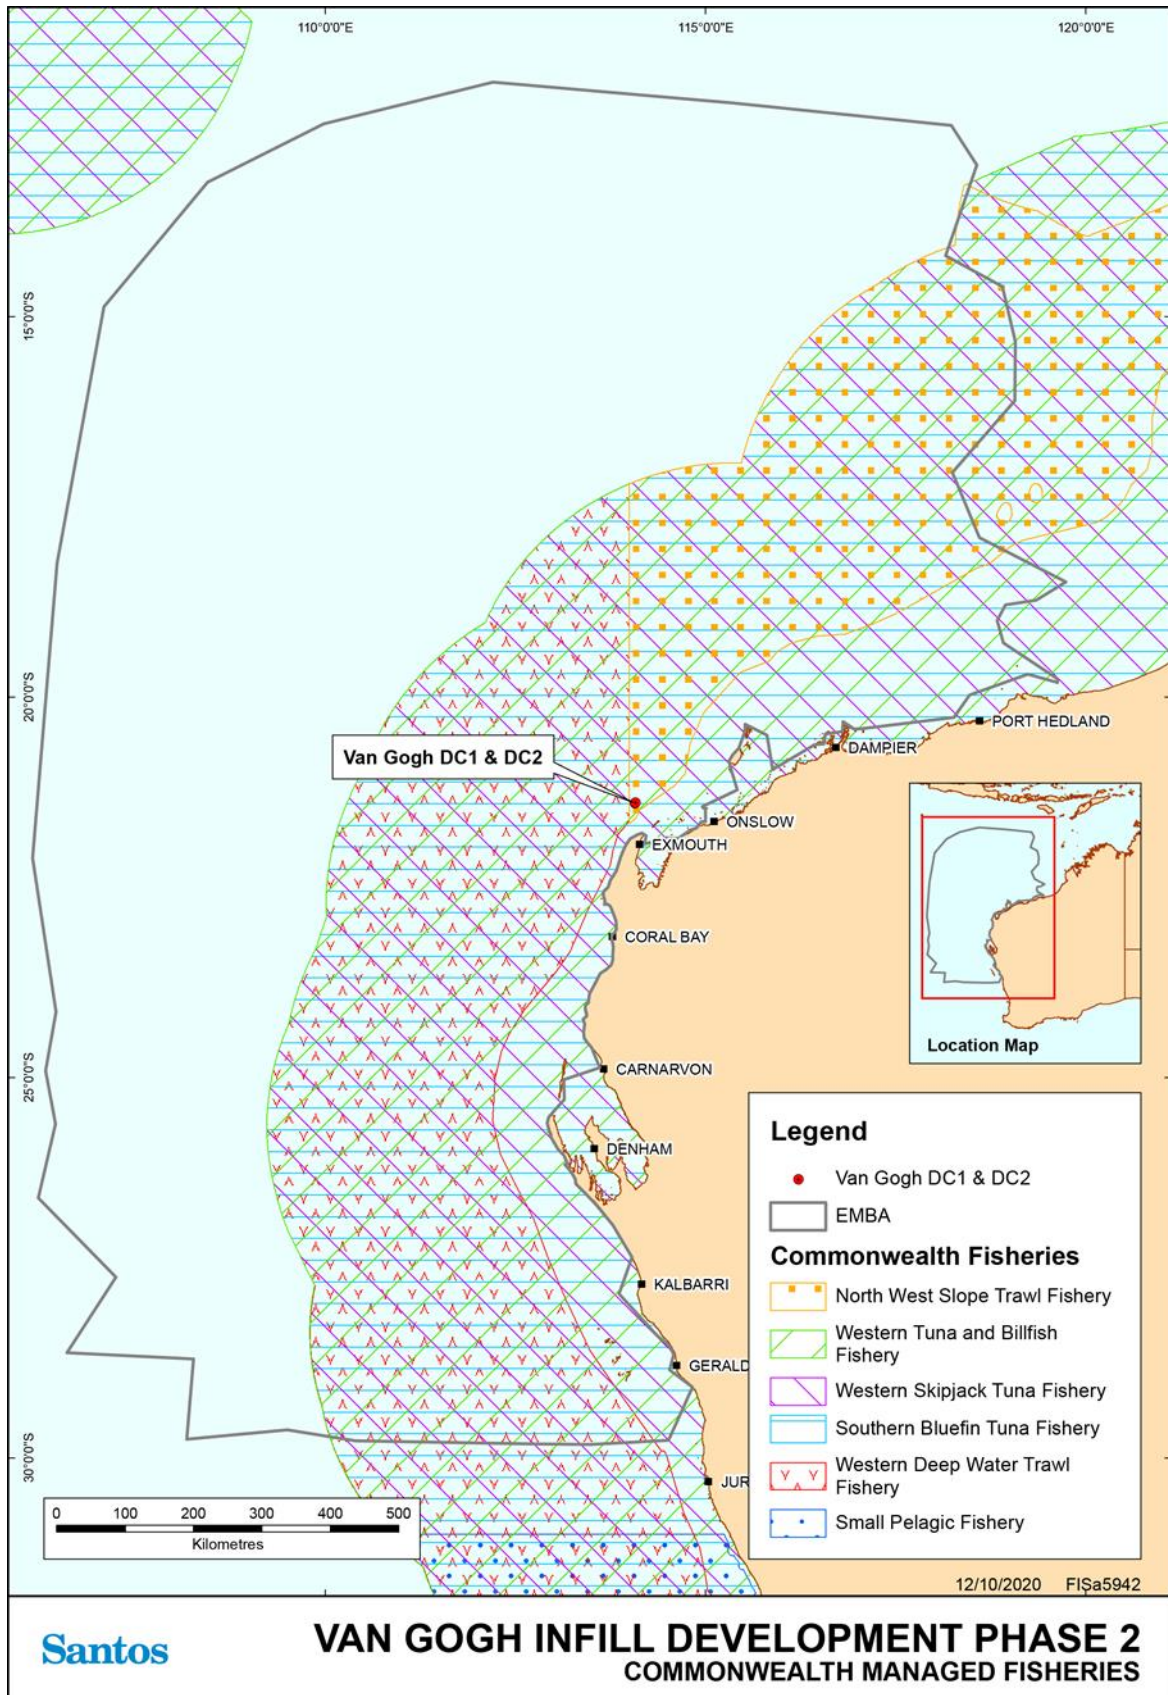 110°0'0"E
115°0'0"E
120°0'0"E
15°0'0"S
20°0'0"S
25°0'0"S
30°0'0"S
PORT HEDLAND
DAMPIER
Van Gogh DC1 & DC2
ONSLOW
EXMOUTH
CORAL BAY
CARNARVON
DENHAM
KALBARRI
GERALD
JUR
Location Map
Legend
Van Gogh DC1 & DC2
EMBA
Commonwealth Fisheries
North West Slope Trawl Fishery
Western Tuna and Billfish
Fishery
Western Skipjack Tuna Fishery
Southern Bluefin Tuna Fishery
Western Deep Water Trawl
Fishery
Small Pelagic Fishery
0 100 200 300 400 500
Kilometres
12/10/2020 FISa5942
Santos
VAN GOGH INFILL DEVELOPMENT PHASE 2
COMMONWEALTH MANAGED FISHERIES